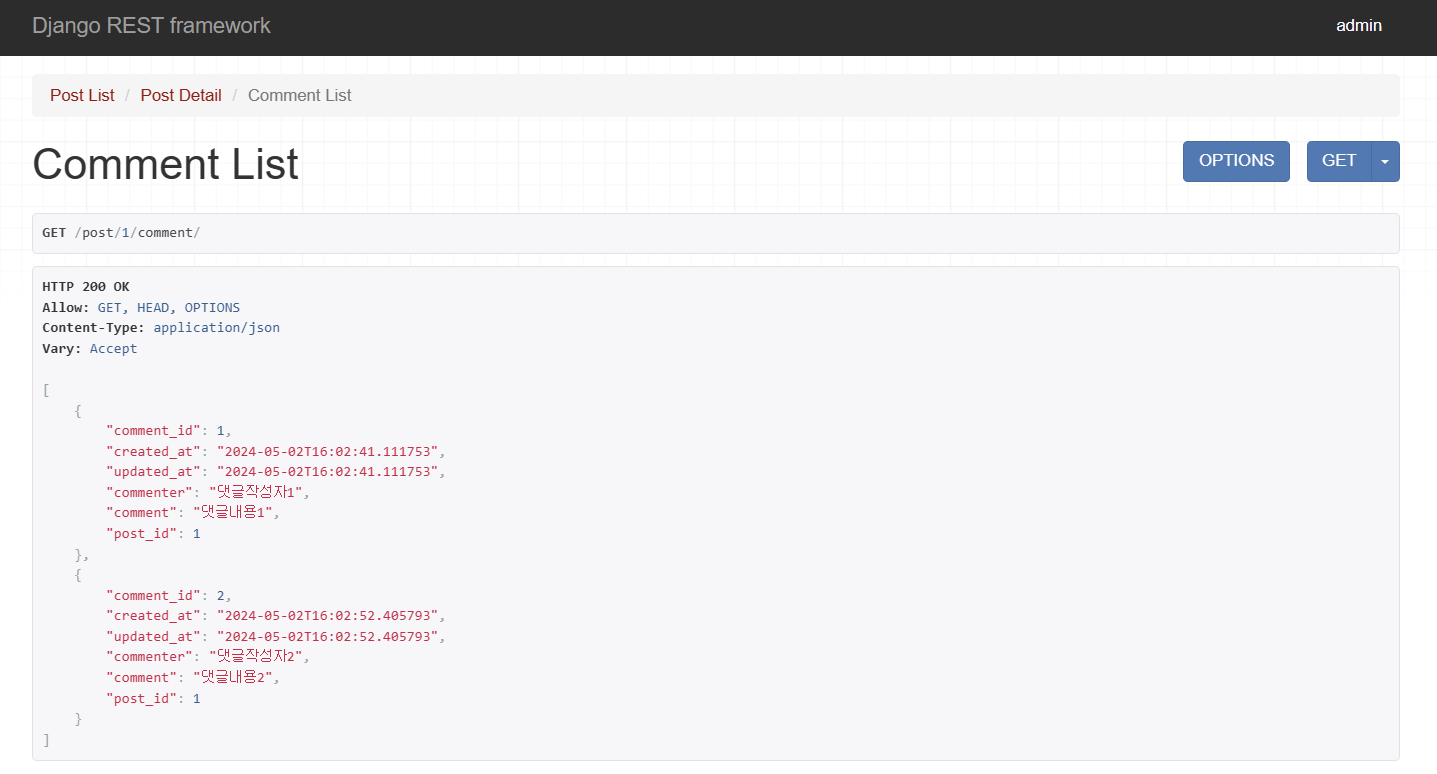 Django REST framework
admin
Post List / Post Detail / Comment List
Comment List
OPTIONS
GET
GET /post/1/comment/
HTTP 200 OK
Allow: GET, HEAD, OPTIONS
Content-Type: application/json
Vary: Accept
[
    {
        "comment_id": 1,
        "created_at": "2024-05-02T16:02:41.111753",
        "updated_at": "2024-05-02T16:02:41.111753",
        "commenter": "댓글작성자1",
        "comment": "댓글내용1",
        "post_id": 1
    },
    {
        "comment_id": 2,
        "created_at": "2024-05-02T16:02:52.405793",
        "updated_at": "2024-05-02T16:02:52.405793",
        "commenter": "댓글작성자2",
        "comment": "댓글내용2",
        "post_id": 1
    }
]